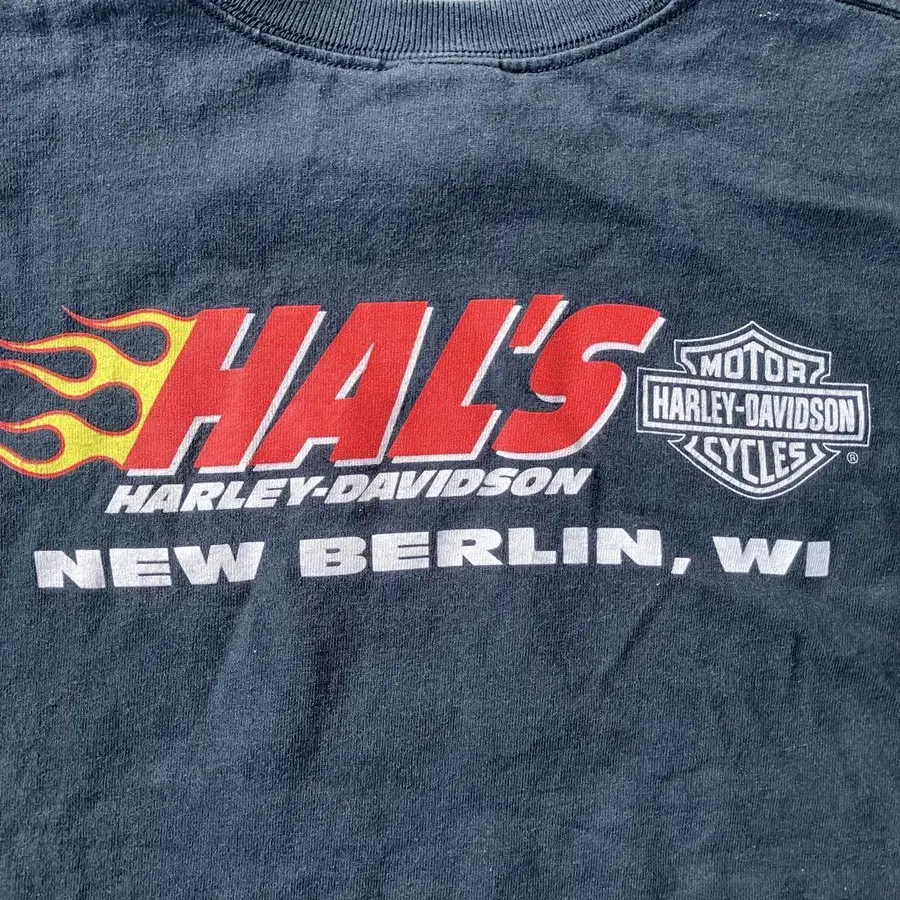 HAL'S
HARLEY-DAVIDSON
NEW BERLIN, WI
MOTOR
HARLEY-DAVIDSON
CYCLES
®